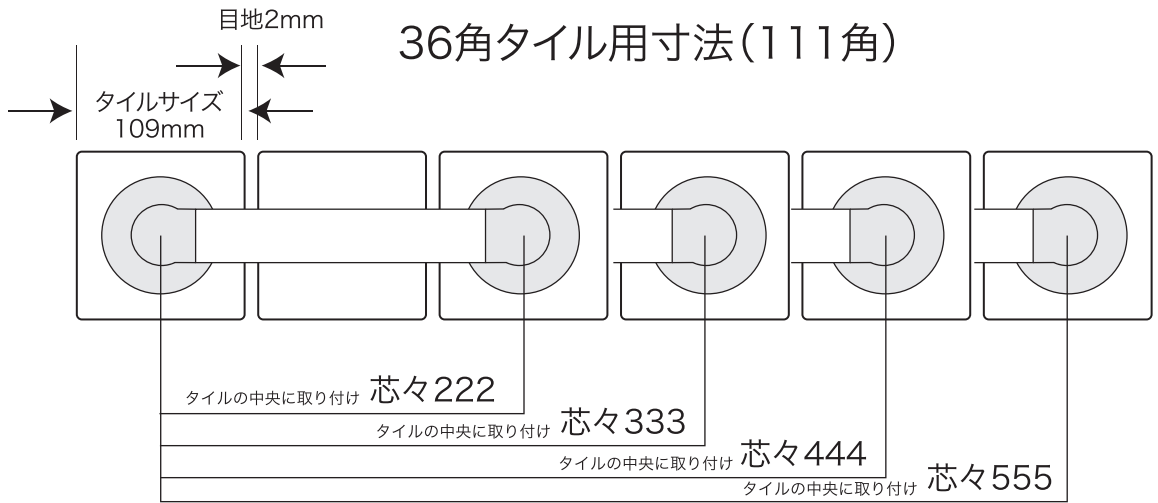 目地2mm
36角タイル用寸法(111角)
タイルサイズ
109mm
タイルの中央に取り付け 芯々222
タイルの中央に取り付け 芯々333
タイルの中央に取り付け 芯々444
タイルの中央に取り付け 芯々555